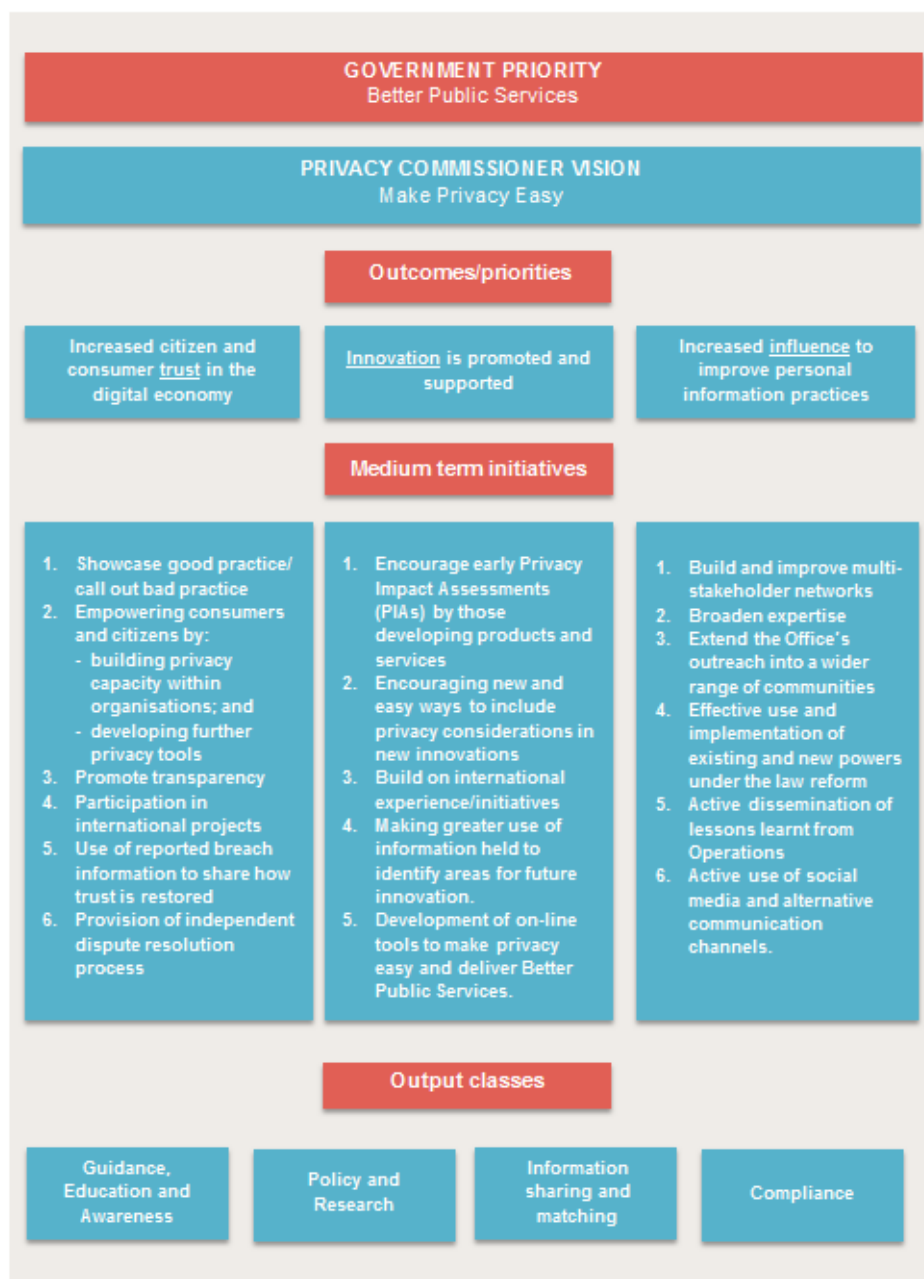 GOVERNMENT PRIORITY
Better Public Services
PRIVACY COMMISSIONER VISION
Make Privacy Easy
Outcomes/priorities
Increased citizen and
consumer trust in the
digital economy
Innovation is promoted and
supported
Increased influence to
improve personal
information practices
Medium term initiatives
1. Showcase good practice/
call out bad practice
2. Empowering consumers
and citizens by:
- building privacy
capacity within
organisations; and
- developing further
privacy tools
3. Promote transparency
4. Participation in
international projects
5. Use of reported breach
information to share how
trust is restored
6. Provision of independent
dispute resolution
process
1. Encourage early Privacy
Impact Assessments
(PIAs) by those
developing products and
services
2. Encouraging new and
easy ways to include
privacy considerations in
new innovations
3. Build on international
experience/initiatives
4. Making greater use of
information held to
identify areas for future
innovation.
5. Development of on-line
tools to make privacy
easy and deliver Better
Public Services.
1. Build and improve multi-
stakeholder networks
2. Broaden expertise
3. Extend the Office's
outreach into a wider
range of communities
4. Effective use and
implementation of
existing and new powers
under the law reform
5. Active dissemination of
lessons learnt from
Operations
6. Active use of social
media and alternative
communication
channels.
Output classes
Guidance,
Education and
Awareness
Policy and
Research
Information
sharing and
matching
Compliance